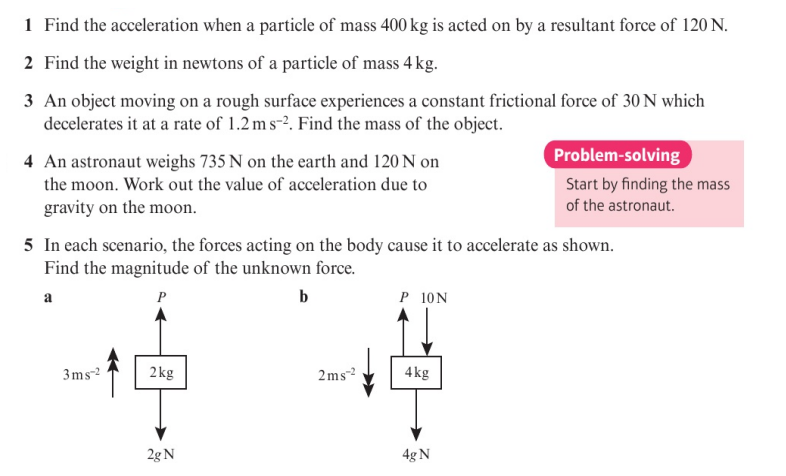 1 Find the acceleration when a particle of mass 400 kg is acted on by a resultant force of 120 N.
2 Find the weight in newtons of a particle of mass 4 kg.
3 An object moving on a rough surface experiences a constant frictional force of 30 N which
decelerates it at a rate of 1.2 m s⁻². Find the mass of the object.
4 An astronaut weighs 735 N on the earth and 120 N on
the moon. Work out the value of acceleration due to
gravity on the moon.
Problem-solving
Start by finding the mass
of the astronaut.
5 In each scenario, the forces acting on the body cause it to accelerate as shown.
Find the magnitude of the unknown force.
a
P
3 m s⁻²
2 kg
2g N
b
P 10 N
2 m s⁻²
4 kg
4g N